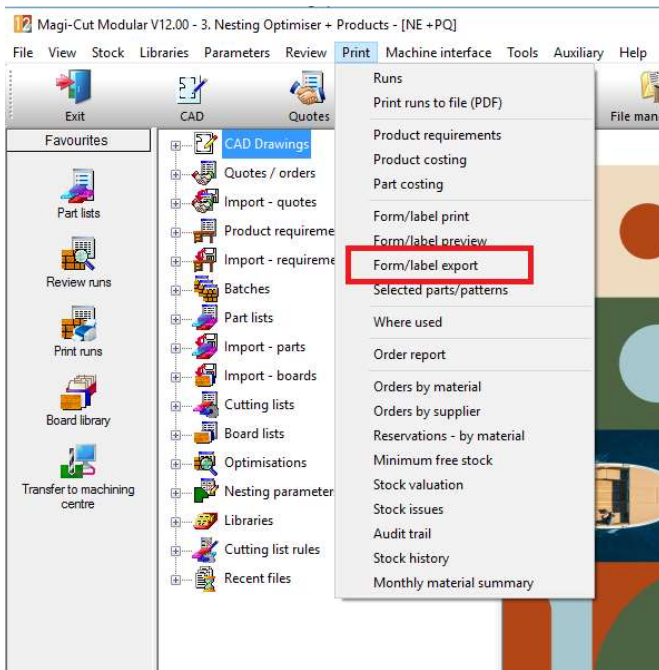 12 Magi-Cut Modular V12.00 - 3. Nesting Optimiser + Products - [NE +PQ]
File View Stock Libraries Parameters Review Print Machine interface Tools Auxiliary Help
Exit
CAD
Quotes
File man
Favourites
Part lists
Review runs
Print runs
Board library
Transfer to machining
centre
CAD Drawings
Quotes / orders
Import - quotes
Product requireme
Import - requireme
Batches
Part lists
Import - parts
Import - boards
Cutting lists
Board lists
Optimisations
Nesting parameter
Libraries
Cutting list rules
Recent files
Runs
Print runs to file (PDF)
Product requirements
Product costing
Part costing
Form/label print
Form/label preview
Form/label export
Selected parts/patterns
Where used
Order report
Orders by material
Orders by supplier
Reservations - by material
Minimum free stock
Stock valuation
Stock issues
Audit trail
Stock history
Monthly material summary